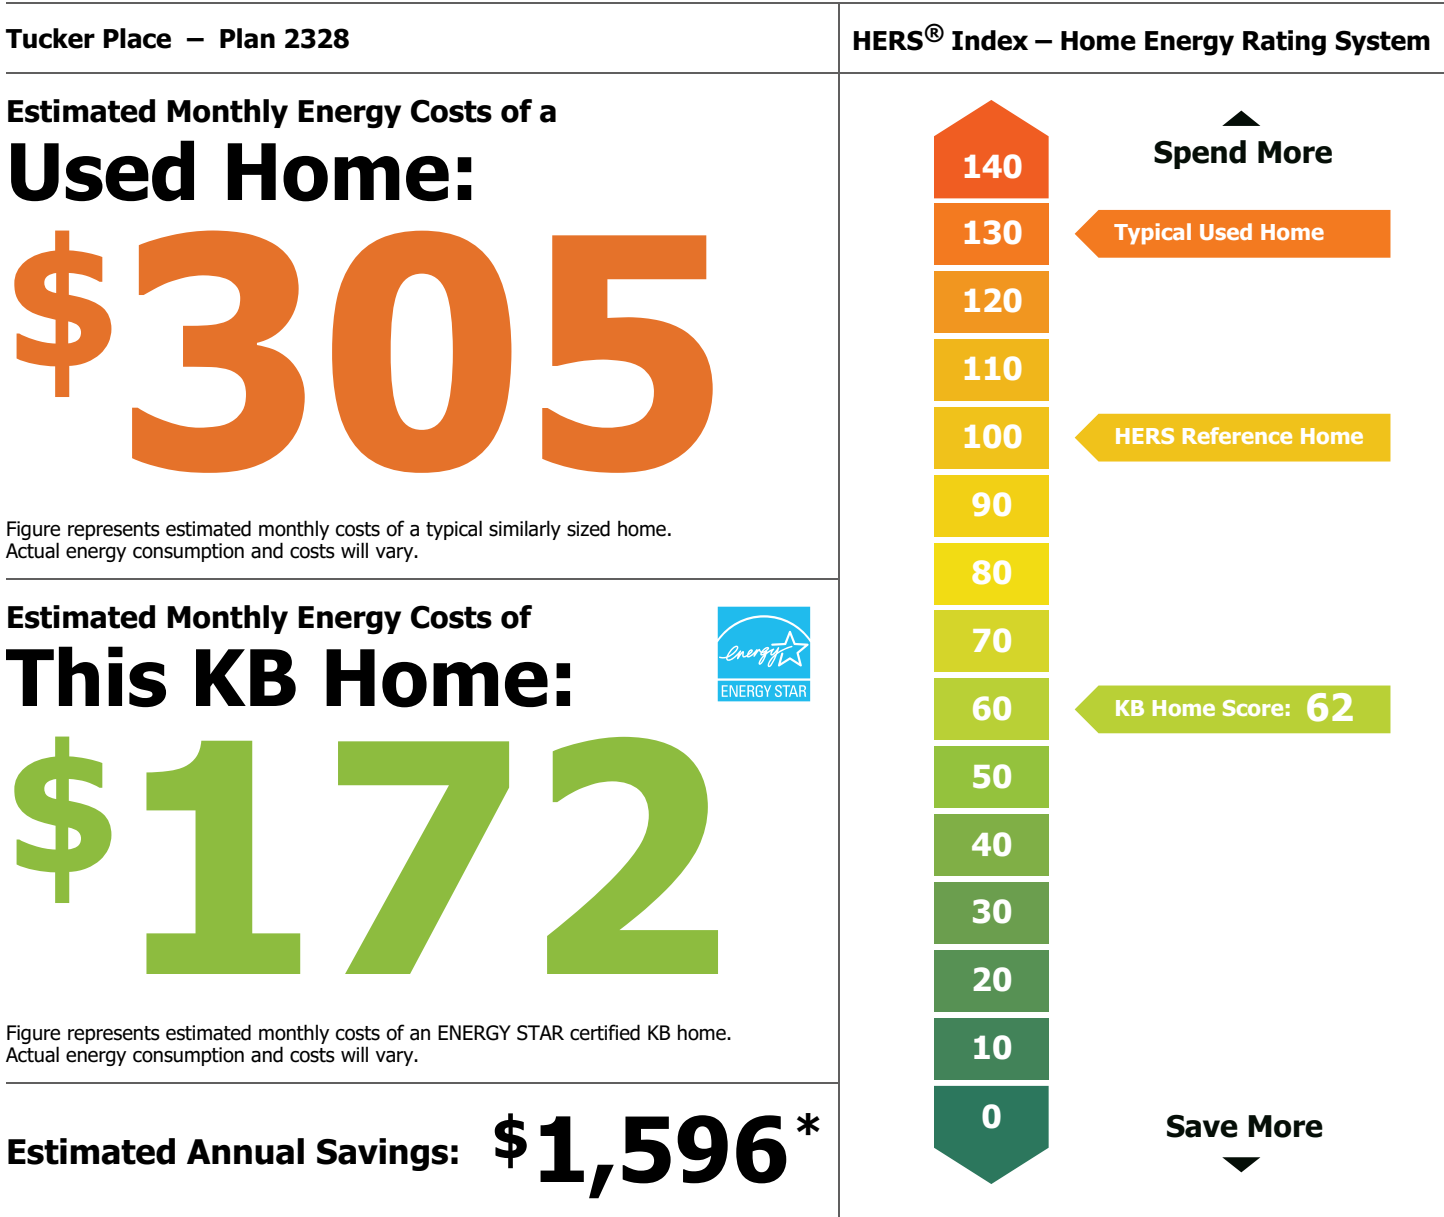 Tucker Place – Plan 2328
Estimated Monthly Energy Costs of a
Used Home:
$305
Figure represents estimated monthly costs of a typical similarly sized home.
Actual energy consumption and costs will vary.
Estimated Monthly Energy Costs of
This KB Home:
energy
ENERGY STAR
$172
Figure represents estimated monthly costs of an ENERGY STAR certified KB home.
Actual energy consumption and costs will vary.
Estimated Annual Savings: $1,596*
HERS® Index – Home Energy Rating System
Spend More
140
130 Typical Used Home
120
110
100 HERS Reference Home
90
80
70
60 KB Home Score: 62
50
40
30
20
10
0
Save More